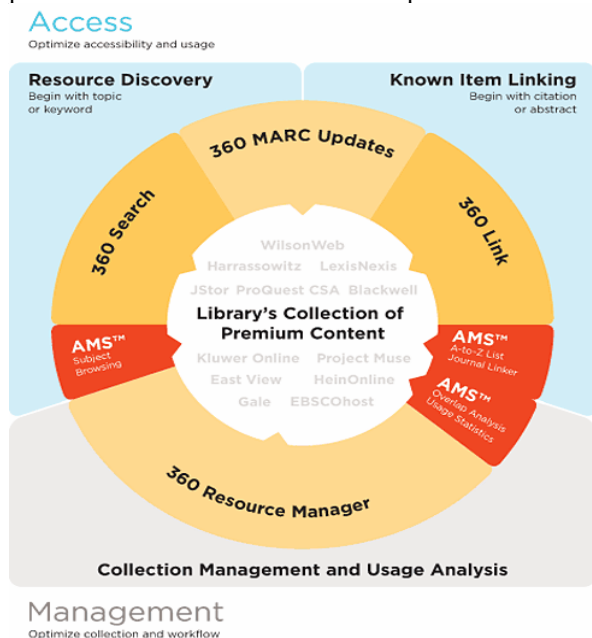 Access
Optimize accessibility and usage
Resource Discovery
Begin with topic
or keyword
Known Item Linking
Begin with citation
or abstract
360 MARC Updates
360 Search
360 Link
WilsonWeb
Harrassowitz LexisNexis
JStor ProQuest CSA Blackwell
Library's Collection of
Premium Content
Kluwer Online Project Muse
East View HeinOnline
Gale EBSCOhost
AMS™
Subject
Browsing
AMS™
A-to-Z List
Journal Linker
AMS™
Overlap Analysis
Usage Statistics
360 Resource Manager
Collection Management and Usage Analysis
Management
Optimize collection and workflow